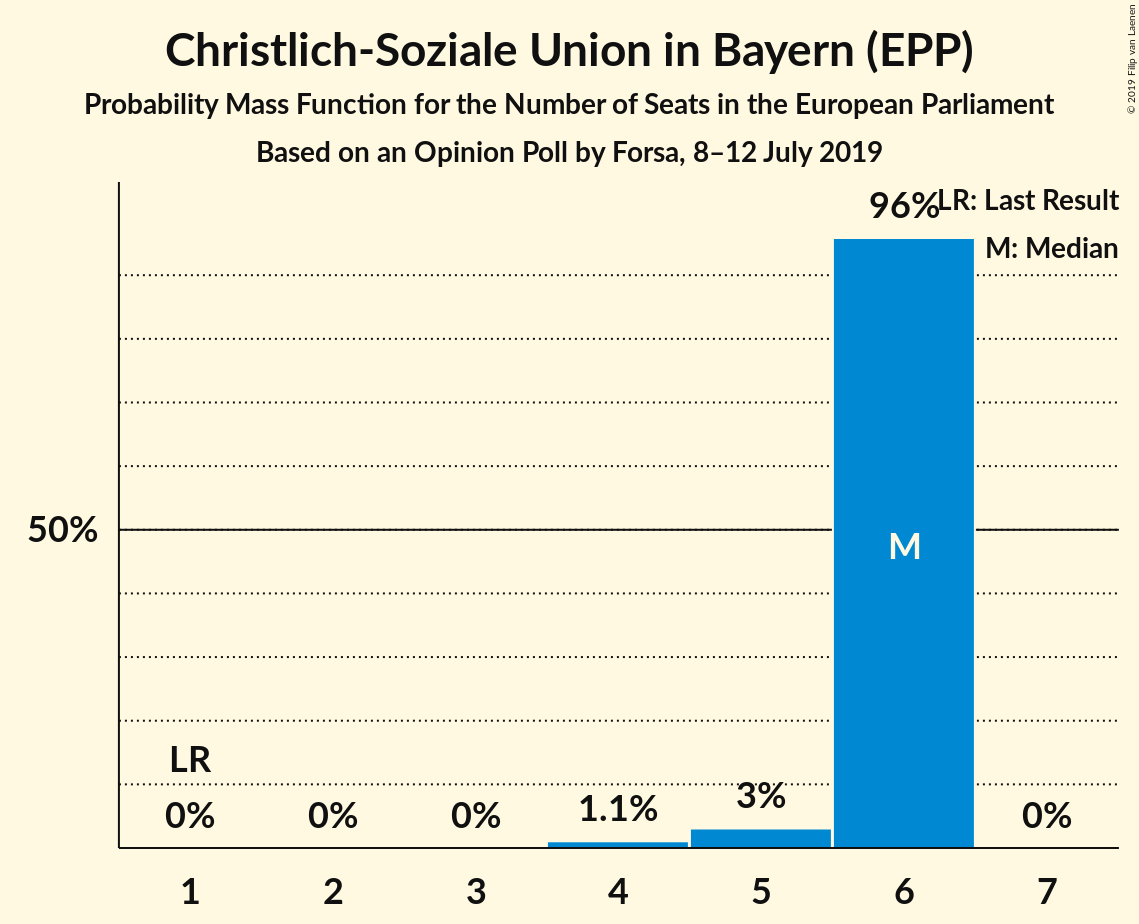 Christlich-Soziale Union in Bayern (EPP)
Probability Mass Function for the Number of Seats in the European Parliament
Based on an Opinion Poll by Forsa, 8–12 July 2019
© 2019 Filip van Laenen
LR: Last Result
M: Median
96%
50%
M
LR
0%
0%
0%
1.1%
3%
0%
1
2
3
4
5
6
7